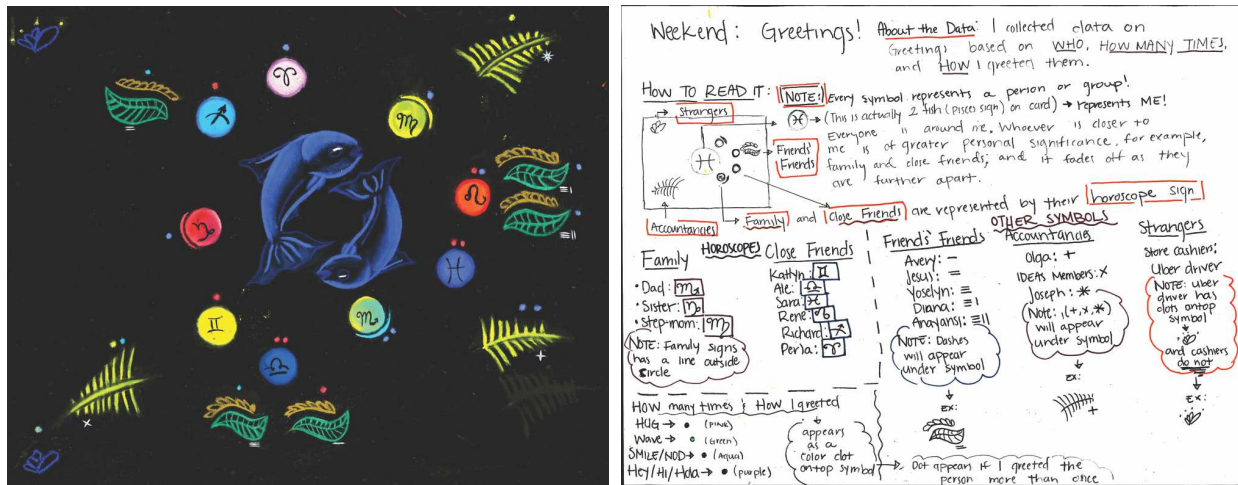 Weekend: Greetings! About the Data: I collected data on
Greetings based on WHO, HOW MANY TIMES,
and HOW I greeted them.
HOW TO READ IT:
NOTE: Every symbol represents a person or group!
(This is actually 2 fish (pisces sign) on card) → represents ME!
Everyone is around me. Whoever is closer to
me is of greater personal significance, for example,
family and close friends, and it fades off as they
are further apart.
Strangers
♓
Friends' Friends
Accountancies
Family and Close Friends are represented by their horoscope sign
HOROSCOPES
Family
• Dad: ♏
• Sister: ♑
• Step-mom: ♍
NOTE: Family signs
has a line outside
circle
Close Friends
Katlyn: ♊
Ale: ♎
Sara: ♓
Rene: ♌
Richard: ♐
Perla: ♈
OTHER SYMBOLS
Friend's Friends
Avery: –
Jesus: =
Yoselyn: ≡
Diana: ≡ I
Anayansi: ≡ II
NOTE: Dashes
will appear
under symbol
EX:
Accountancies
Olga: +
IDEAS Members: X
Joseph: *
Note: (+, x, *)
will appear
under symbol
EX:
+
Strangers
Store cashiers:
Uber driver
NOTE: Uber
driver has
dots ontop
symbol
and cashiers
do not
EX:
HOW many times & How I greeted
HUG → • (PINK)
Wave → • (Green)
SMILE/NOD → • (Aqua)
Hey/Hi/Hola → • (purple)
appears
as a
color dot
ontop symbol
→ Dot appear if I greeted the
person more than once